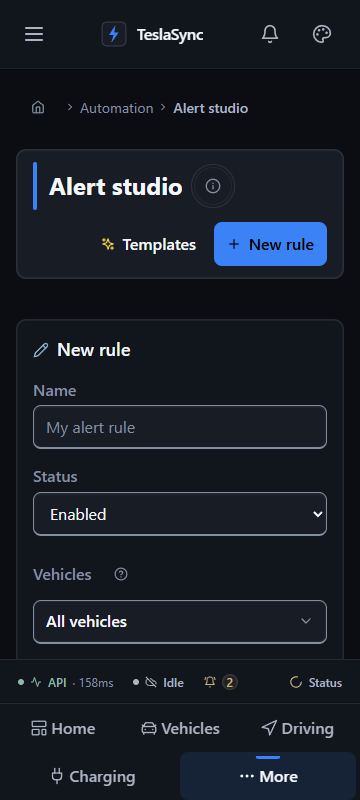 TeslaSync
Automation
Alert studio
Alert studio
Templates
New rule
New rule
Name
My alert rule
Status
Enabled
Vehicles
All vehicles
API · 158ms
Idle
2
Status
Home
Vehicles
Driving
Charging
More